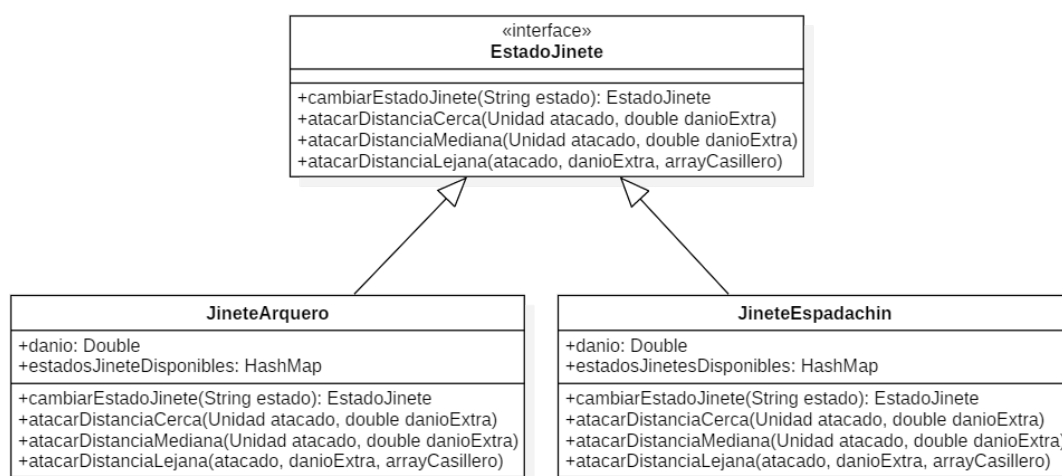 «interface»
EstadoJinete
+cambiarEstadoJinete(String estado): EstadoJinete
+atacarDistanciaCerca(Unidad atacado, double danioExtra)
+atacarDistanciaMediana(Unidad atacado, double danioExtra)
+atacarDistanciaLejana(atacado, danioExtra, arrayCasillero)
JineteArquero
+danio: Double
+estadosJineteDisponibles: HashMap
+cambiarEstadoJinete(String estado): EstadoJinete
+atacarDistanciaCerca(Unidad atacado, double danioExtra)
+atacarDistanciaMediana(Unidad atacado, double danioExtra)
+atacarDistanciaLejana(atacado, danioExtra, arrayCasillero)
JineteEspadachin
+danio: Double
+estadosJinetesDisponibles: HashMap
+cambiarEstadoJinete(String estado): EstadoJinete
+atacarDistanciaCerca(Unidad atacado, double danioExtra)
+atacarDistanciaMediana(Unidad atacado, double danioExtra)
+atacarDistanciaLejana(atacado, danioExtra, arrayCasillero)